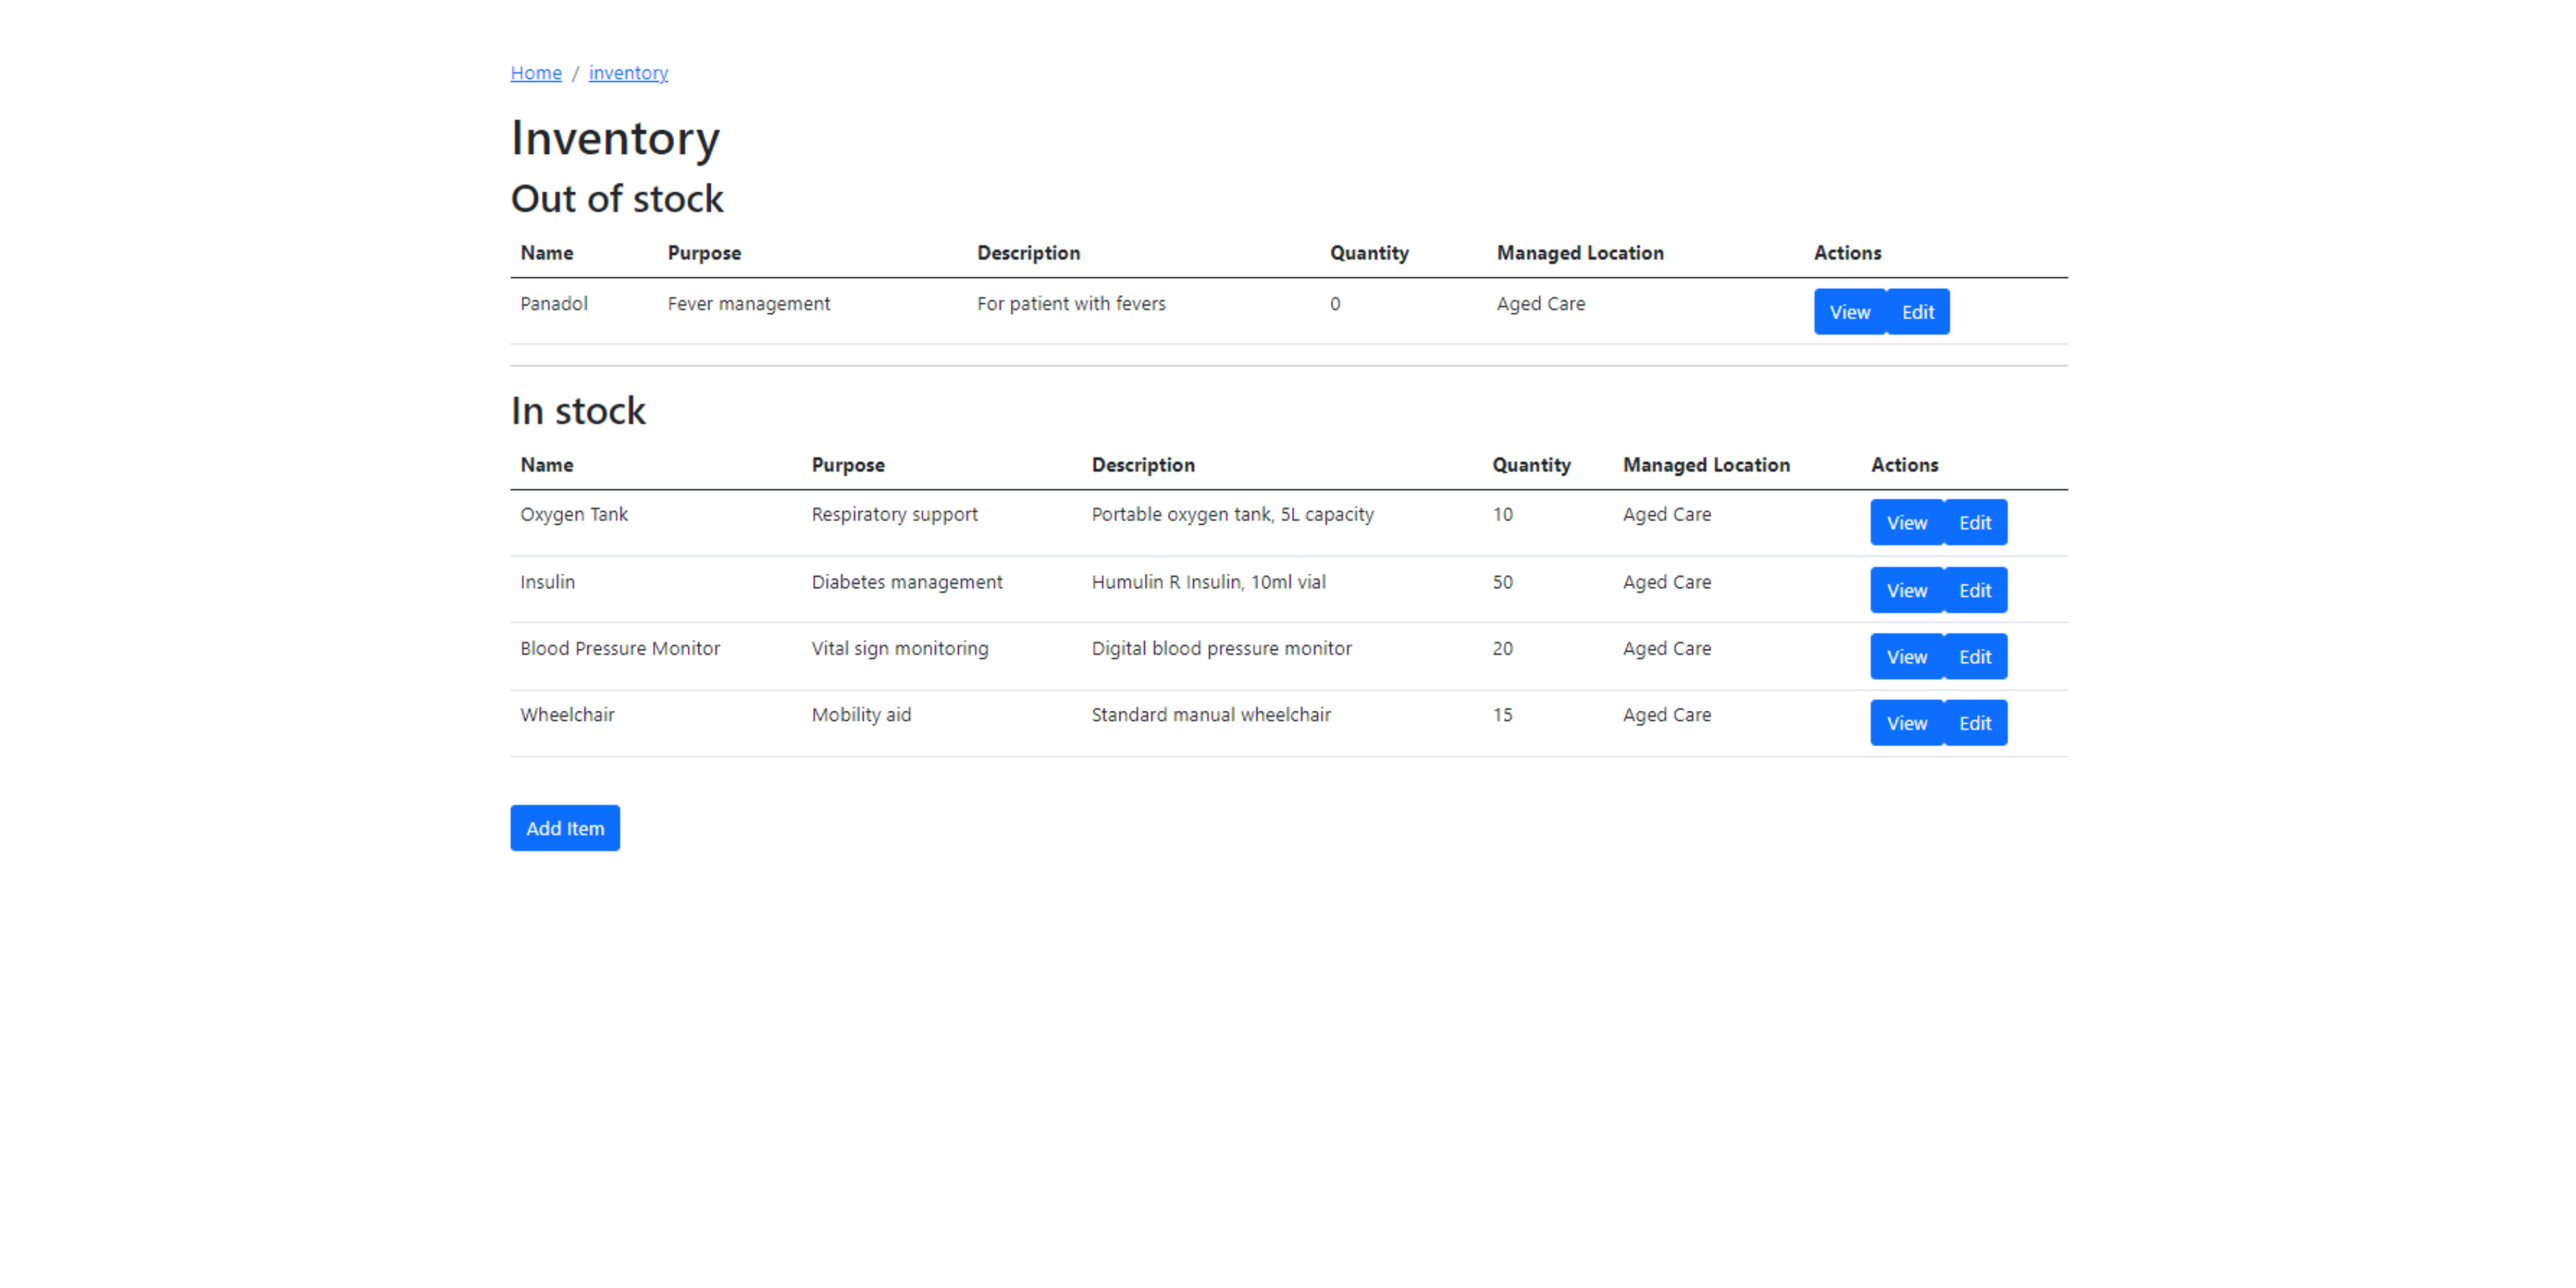 Home / inventory
Inventory
Out of stock
Name Purpose Description Quantity Managed Location Actions
Panadol Fever management For patient with fevers 0 Aged Care View Edit
In stock
Name Purpose Description Quantity Managed Location Actions
Oxygen Tank Respiratory support Portable oxygen tank, 5L capacity 10 Aged Care View Edit
Insulin Diabetes management Humulin R Insulin, 10ml vial 50 Aged Care View Edit
Blood Pressure Monitor Vital sign monitoring Digital blood pressure monitor 20 Aged Care View Edit
Wheelchair Mobility aid Standard manual wheelchair 15 Aged Care View Edit
Add Item